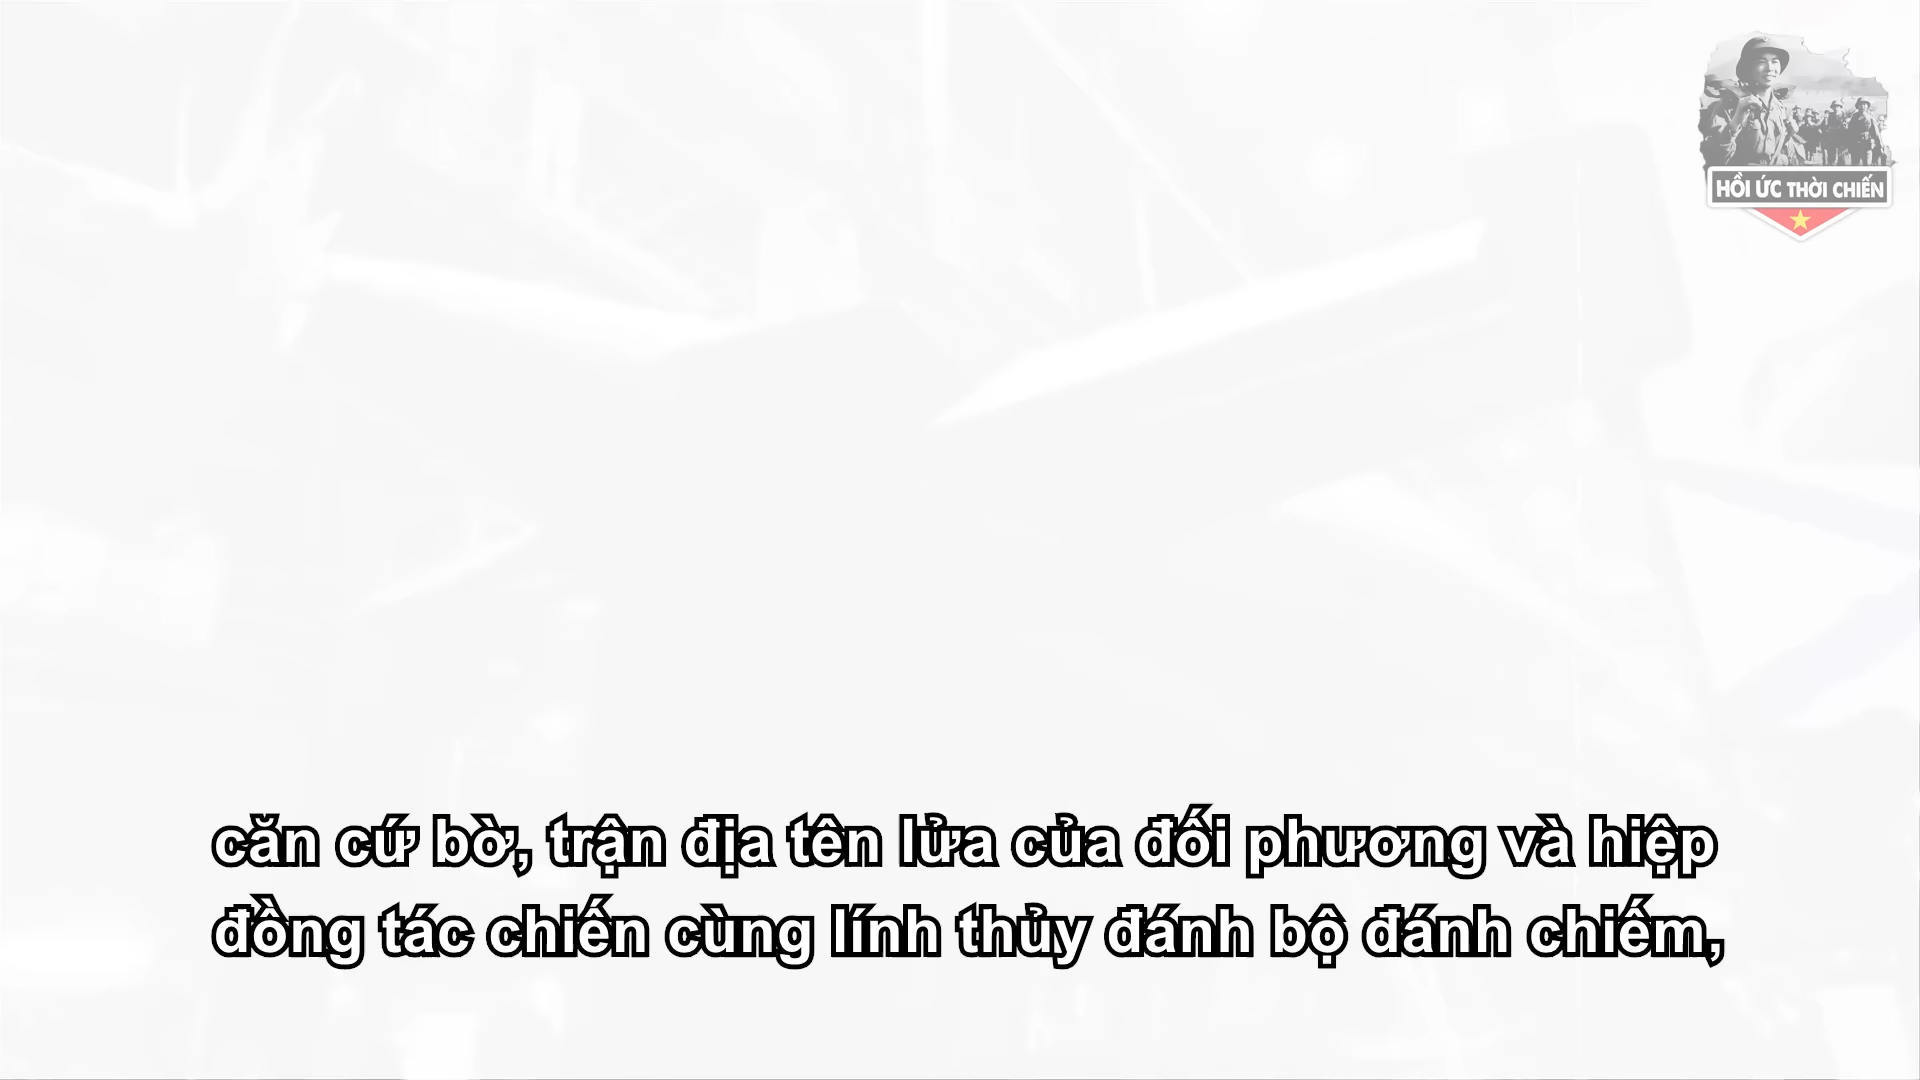 HỒI ỨC THỜI CHIẾN
căn cứ bờ, trận địa tên lửa của đối phương và hiệp
đồng tác chiến cùng lính thủy đánh bộ đánh chiếm,